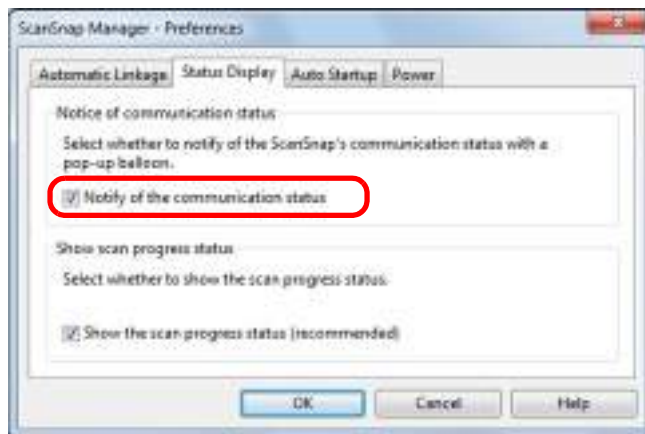 ScanSnap Manager - Preferences
Automatic Linkage Status Display Auto Startup Power
Notice of communication status
Select whether to notify of the ScanSnap's communication status with a
pop-up balloon.
Notify of the communication status
Show scan progress status
Select whether to show the scan progress status.
Show the scan progress status (recommended)
OK Cancel Help